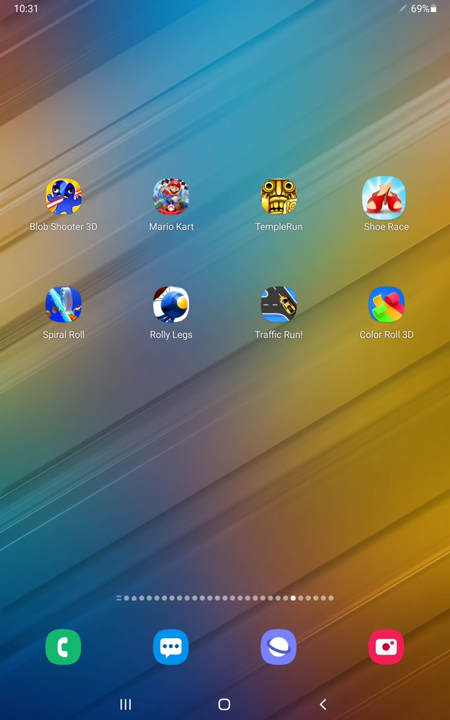 10:31
69%
Blob Shooter 3D
Mario Kart
TempleRun
Shoe Race
Spiral Roll
Rolly Legs
Traffic Run!
Color Roll 3D